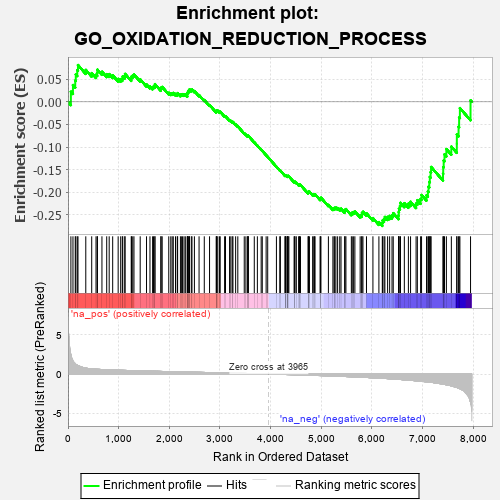 Enrichment plot:
GO_OXIDATION_REDUCTION_PROCESS
Enrichment score (ES)
0.05
0.00
-0.05
-0.10
-0.15
-0.20
-0.25
'na_pos' (positively correlated)
Ranked list metric (PreRanked)
5
0
-5
Zero cross at 3965
'na_neg' (negatively correlated)
0 1,000 2,000 3,000 4,000 5,000 6,000 7,000 8,000
Rank in Ordered Dataset
Enrichment profile Hits Ranking metric scores